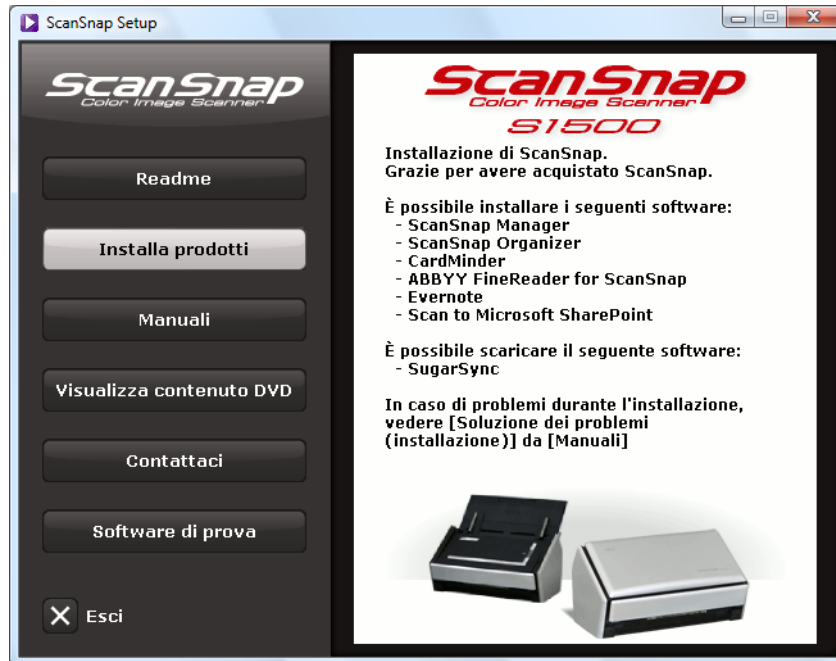 ScanSnap Setup
ScanSnap
Color Image Scanner
Readme
Installa prodotti
Manuali
Visualizza contenuto DVD
Contattaci
Software di prova
Esci
ScanSnap
Color Image Scanner
S1500
Installazione di ScanSnap.
Grazie per avere acquistato ScanSnap.
È possibile installare i seguenti software:
- ScanSnap Manager
- ScanSnap Organizer
- CardMinder
- ABBYY FineReader for ScanSnap
- Evernote
- Scan to Microsoft SharePoint
È possibile scaricare il seguente software:
- SugarSync
In caso di problemi durante l'installazione,
vedere [Soluzione dei problemi
(installazione)] da [Manuali]